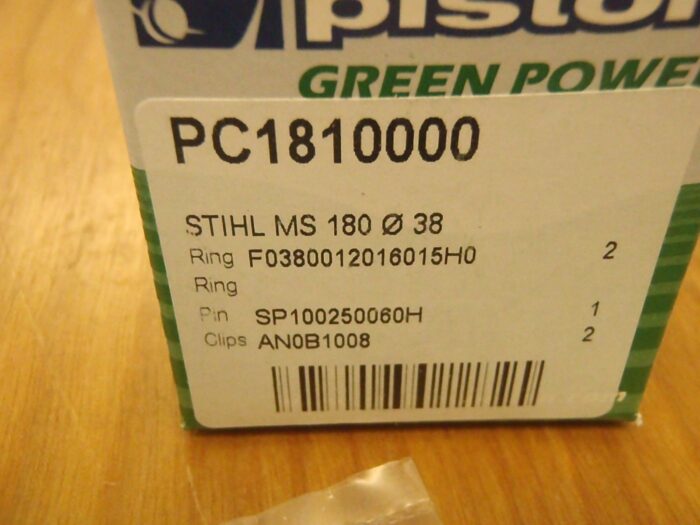 piston
GREEN POWE
PC1810000
STIHL MS 180 Ø 38
Ring F0380012016015H0 2
Ring
Pin SP100250060H 1
Clips AN0B1008 2